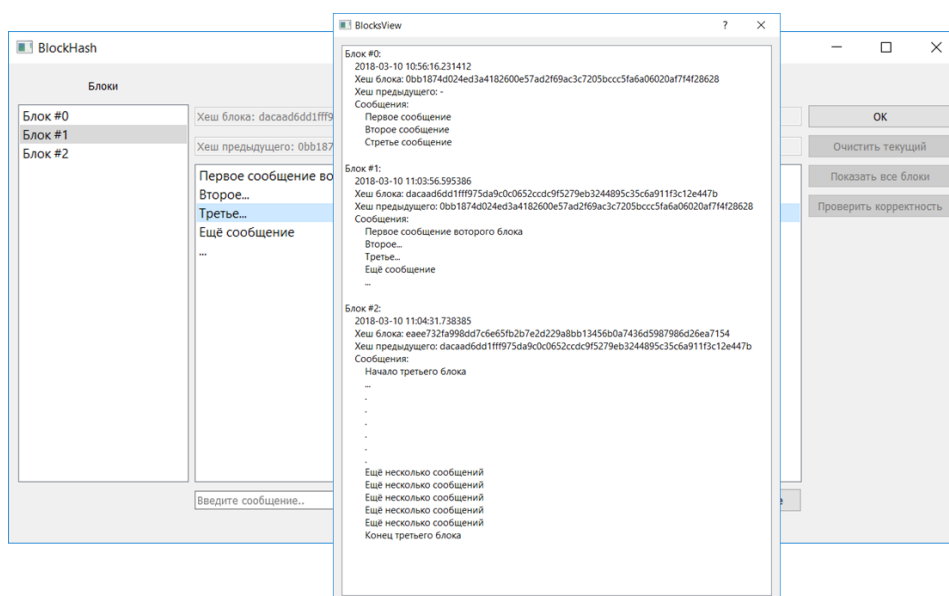 BlocksView
BlockHash
Блоки
Блок #0
Блок #1
Блок #2
Хеш блока: dacaad6dd1fff9
Хеш предыдущего: 0bb187
Первое сообщение во
Второе...
Третье...
Ещё сообщение
...
Введите сообщение..
Блок #0:
2018-03-10 10:56:16.231412
Хеш блока: 0bb1874d024ed3a4182600e57ad2f69ac3c7205bccc5fa6a06020af7f4f28628
Хеш предыдущего: -
Сообщения:
Первое сообщение
Второе сообщение
Стретье сообщение
Блок #1:
2018-03-10 11:03:56.595386
Хеш блока: dacaad6dd1fff975da9c0c0652ccdc9f5279eb3244895c35c6a911f3c12e447b
Хеш предыдущего: 0bb1874d024ed3a4182600e57ad2f69ac3c7205bccc5fa6a06020af7f4f28628
Сообщения:
Первое сообщение воторого блока
Второе...
Третье...
Ещё сообщение
...
Блок #2:
2018-03-10 11:04:31.738385
Хеш блока: eaee732fa998dd7c6e65fb2b7e2d229a8bb13456b0a7436d5987986d26ea7154
Хеш предыдущего: dacaad6dd1fff975da9c0c0652ccdc9f5279eb3244895c35c6a911f3c12e447b
Сообщения:
Начало третьего блока
...
.
.
.
.
.
.
Ещё несколько сообщений
Ещё несколько сообщений
Ещё несколько сообщений
Ещё несколько сообщений
Ещё несколько сообщений
Конец третьего блока
ОК
Очистить текущий
Показать все блоки
Проверить корректность